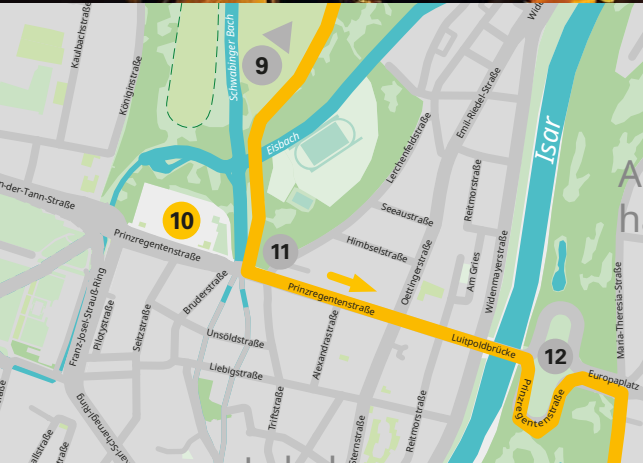 Kaulbachstraße
Königinstraße
Schwabinger Bach
9
Eisbach
Lerchenfeldstraße
Emil-Riedel-Straße
Isar
Reitmorstraße
n-der-Tann-Straße
10
Prinzregentenstraße
11
Seeaustraße
Himbselstraße
Oettingenstraße
Am Gries
Widenmayerstraße
Maria-Theresia-Straße
Franz-Josef-Strauß-Ring
Pilotystraße
Seitzstraße
Bruderstraße
Prinzregentenstraße
Unsöldstraße
Liebigstraße
Alexandrastraße
Luitpoldbrücke
12
Europaplatz
Prinzregentenstraße
Triftstraße
Reitmorstraße